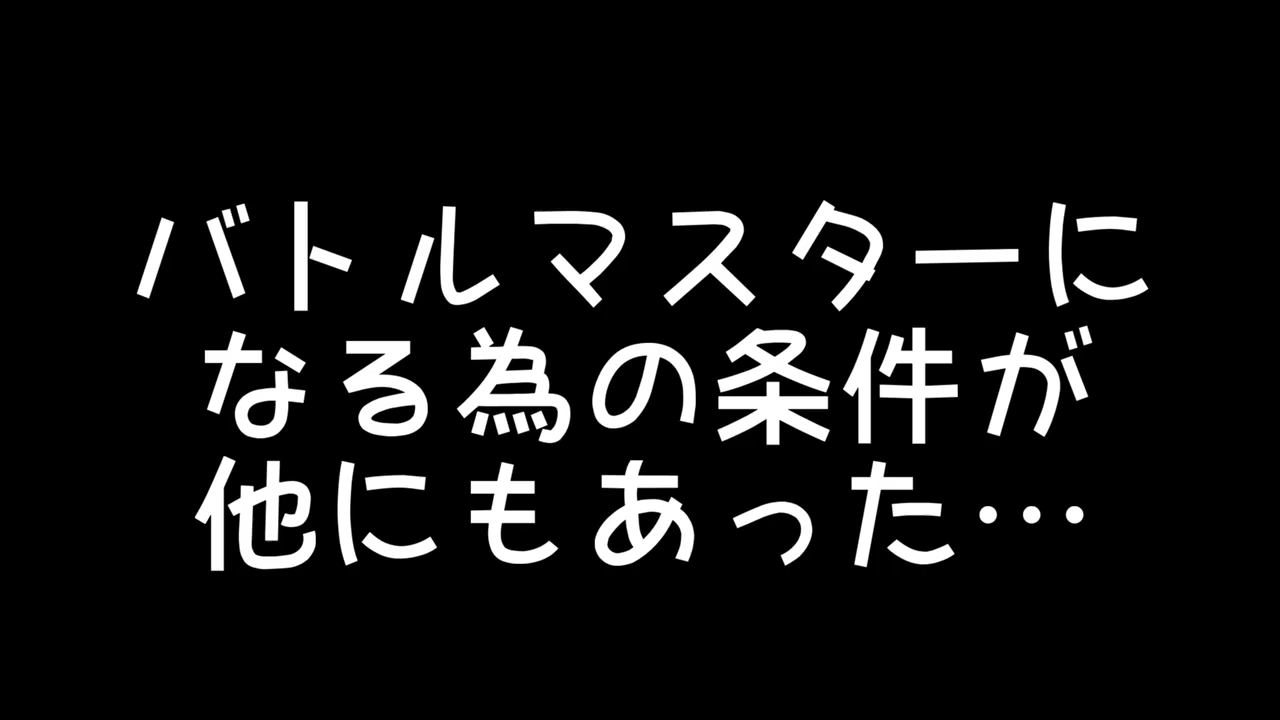 バトルマスターに
なる為の条件が
他にもあった…